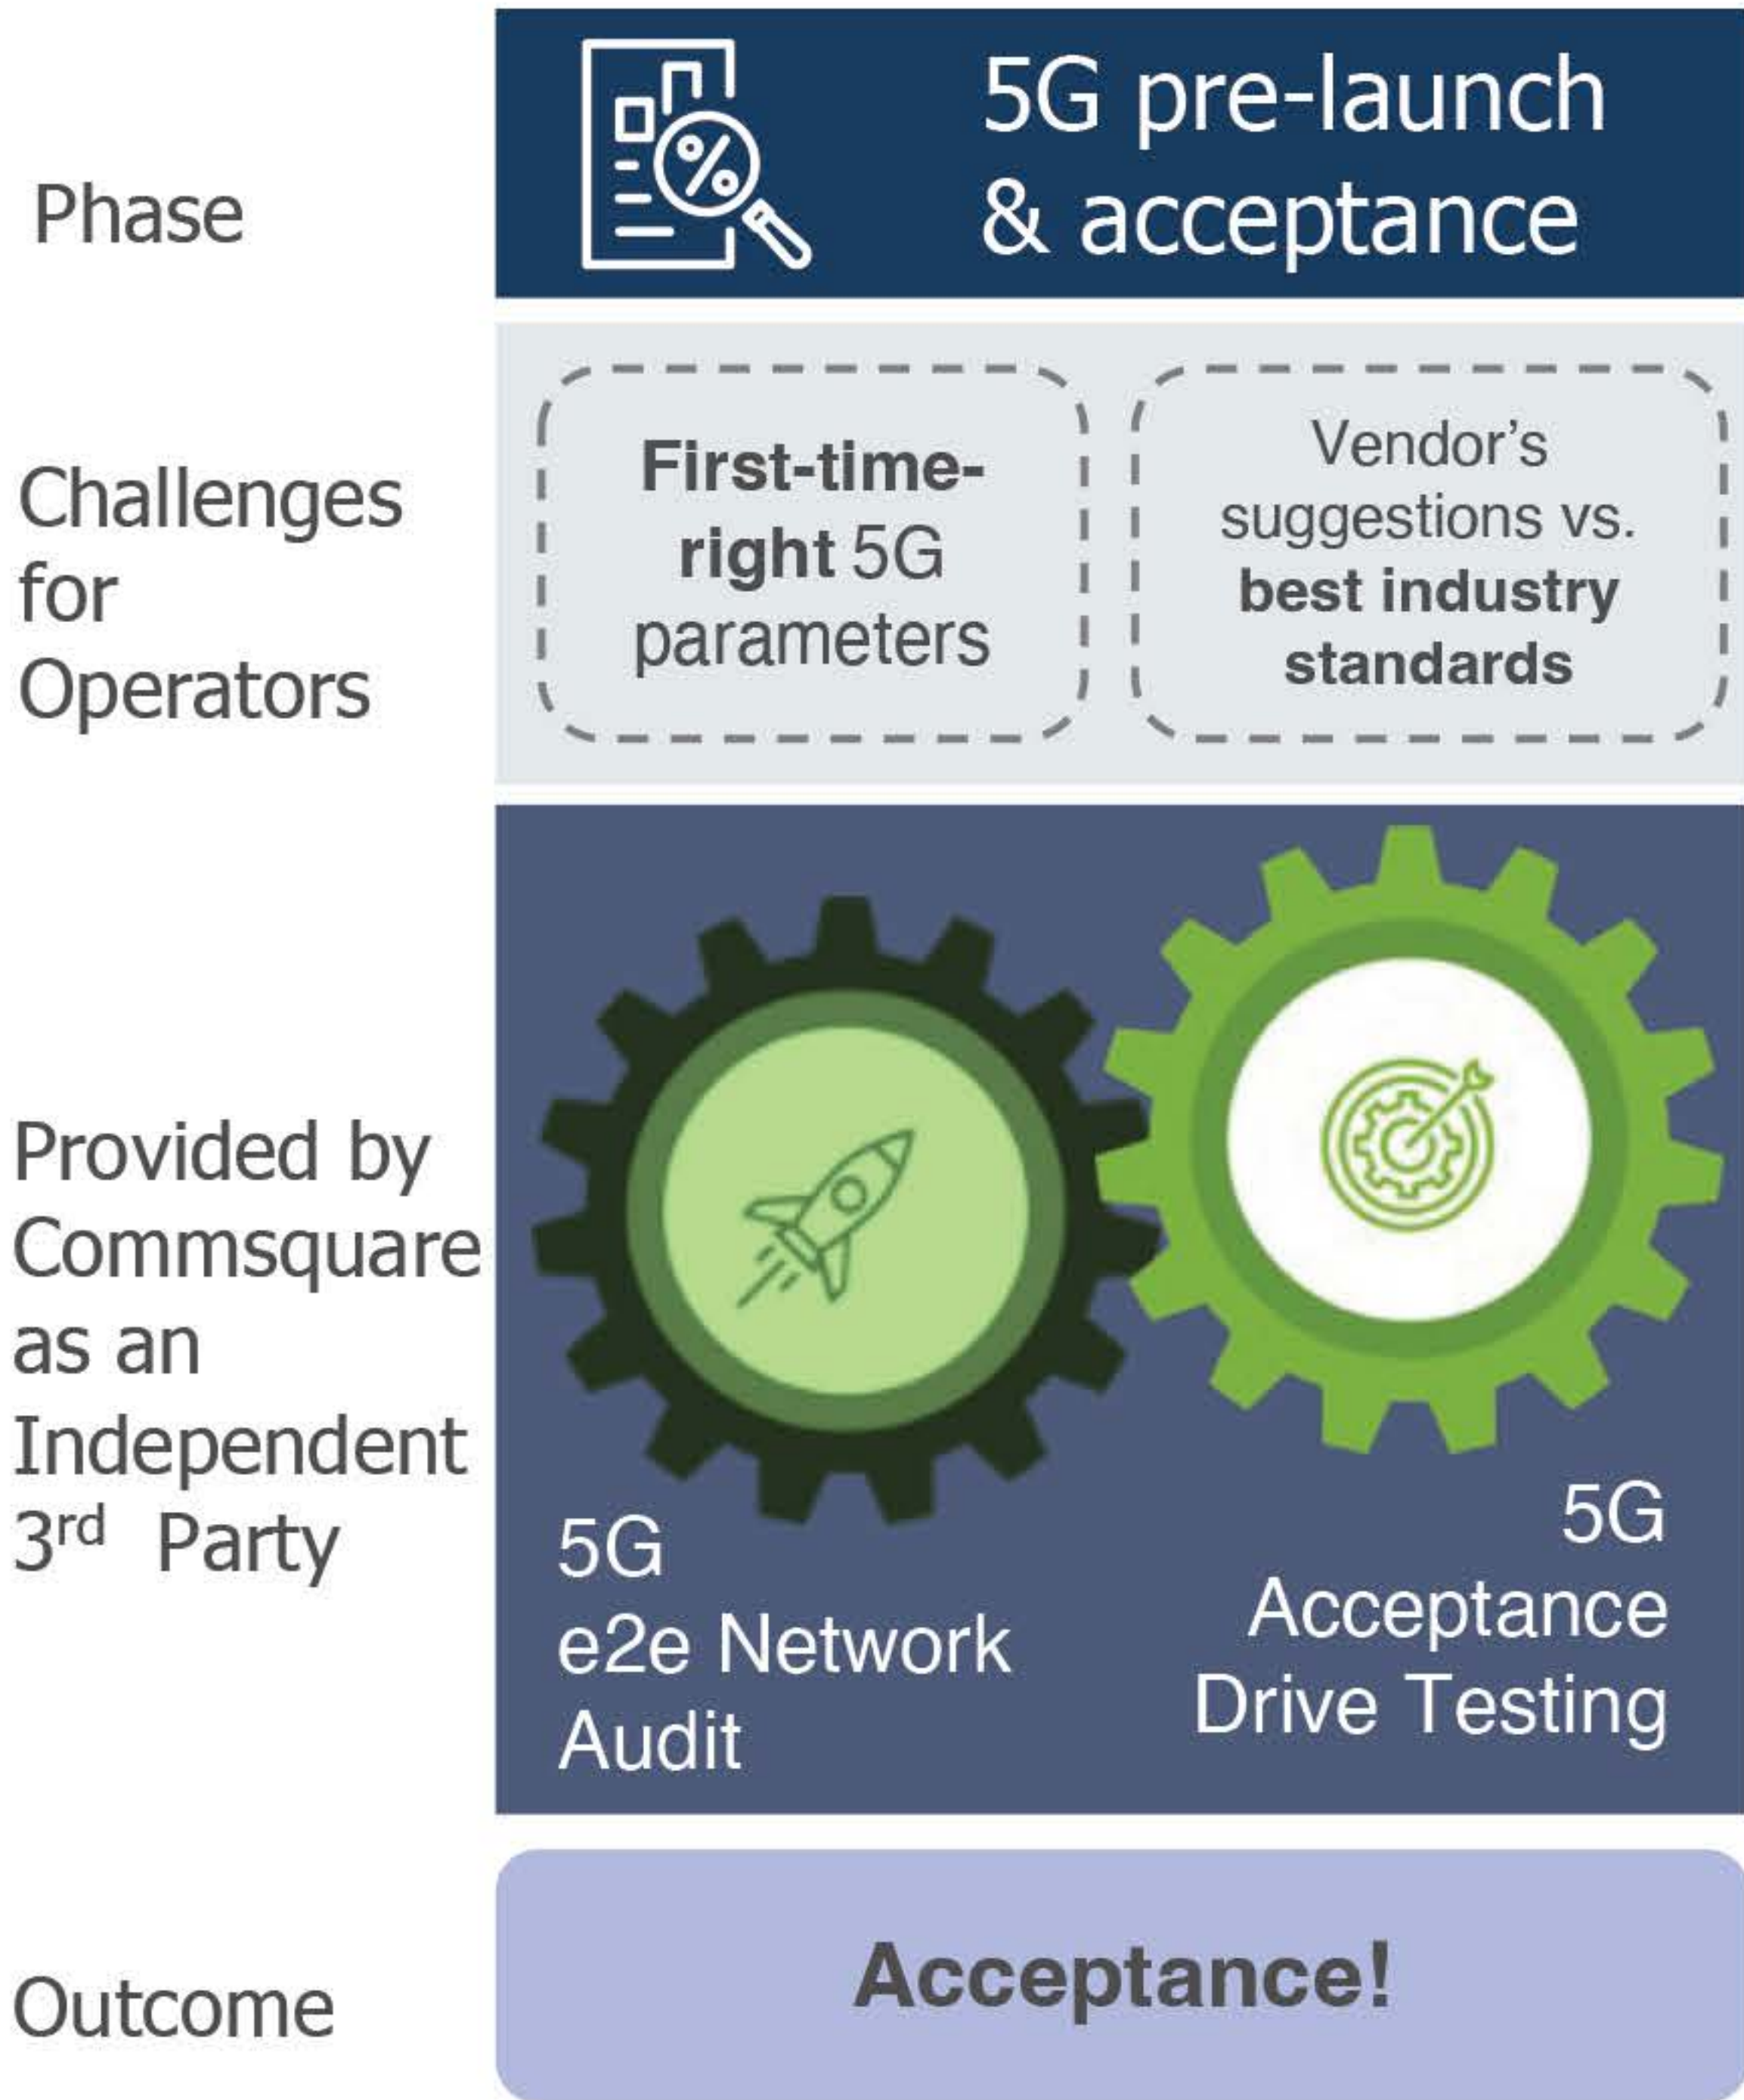 Phase
5G pre-launch
& acceptance
Challenges
for
Operators
First-time-
right 5G
parameters
Vendor's
suggestions vs.
best industry
standards
Provided by
Commsquare
as an
Independent
3rd Party
5G
e2e Network
Audit
5G
Acceptance
Drive Testing
Outcome
Acceptance!